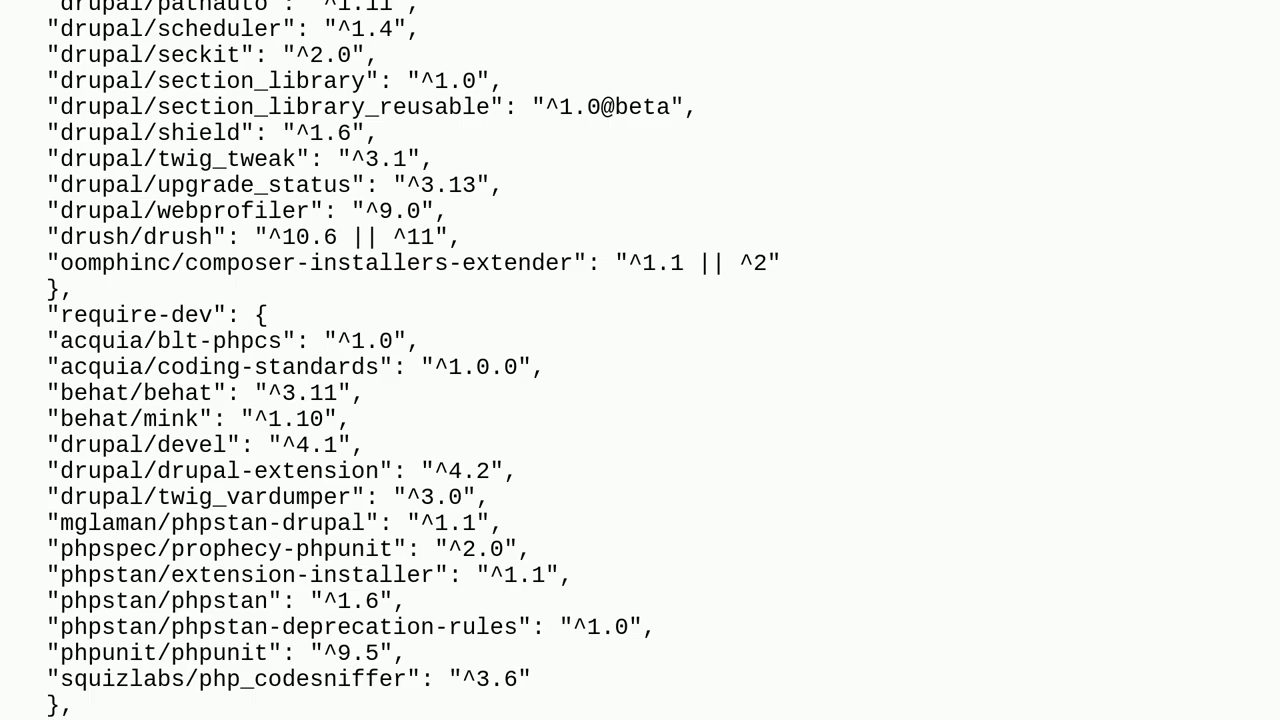 "drupal/pathauto": "^1.11",
"drupal/scheduler": "^1.4",
"drupal/seckit": "^2.0",
"drupal/section_library": "^1.0",
"drupal/section_library_reusable": "^1.0@beta",
"drupal/shield": "^1.6",
"drupal/twig_tweak": "^3.1",
"drupal/upgrade_status": "^3.13",
"drupal/webprofiler": "^9.0",
"drush/drush": "^10.6 || ^11",
"oomphinc/composer-installers-extender": "^1.1 || ^2"
},
"require-dev": {
"acquia/blt-phpcs": "^1.0",
"acquia/coding-standards": "^1.0.0",
"behat/behat": "^3.11",
"behat/mink": "^1.10",
"drupal/devel": "^4.1",
"drupal/drupal-extension": "^4.2",
"drupal/twig_vardumper": "^3.0",
"mglaman/phpstan-drupal": "^1.1",
"phpspec/prophecy-phpunit": "^2.0",
"phpstan/extension-installer": "^1.1",
"phpstan/phpstan": "^1.6",
"phpstan/phpstan-deprecation-rules": "^1.0",
"phpunit/phpunit": "^9.5",
"squizlabs/php_codesniffer": "^3.6"
},